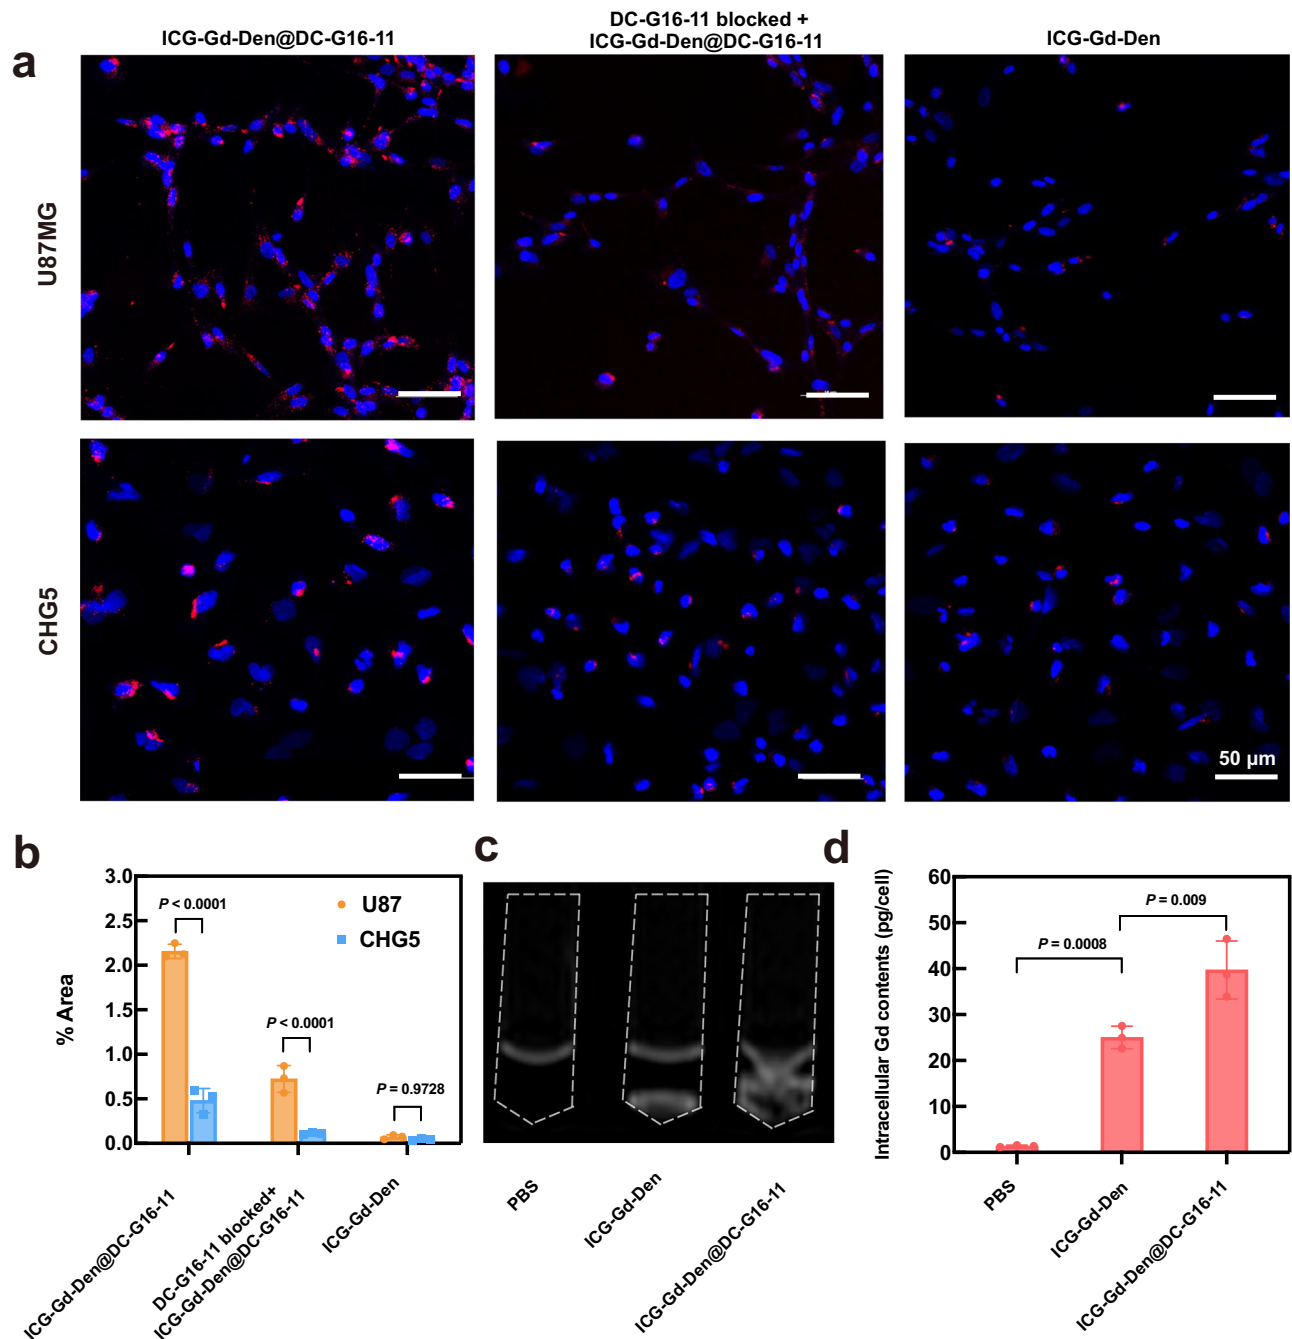 a
ICG-Gd-Den@DC-G16-11
DC-G16-11 blocked +
ICG-Gd-Den@DC-G16-11
ICG-Gd-Den
U87MG
CHG5
50 μm
b
% Area
3.0
2.5
2.0
1.5
1.0
0.5
0.0
P < 0.0001
P < 0.0001
P = 0.9728
U87
CHG5
ICG-Gd-Den@DC-G16-11
DC-G16-11 blocked+
ICG-Gd-Den@DC-G16-11
ICG-Gd-Den
c
PBS
ICG-Gd-Den
ICG-Gd-Den@DC-G16-11
d
Intracellular Gd contents (pg/cell)
60
50
40
30
20
10
0
P = 0.0008
P = 0.009
PBS
ICG-Gd-Den
ICG-Gd-Den@DC-G16-11